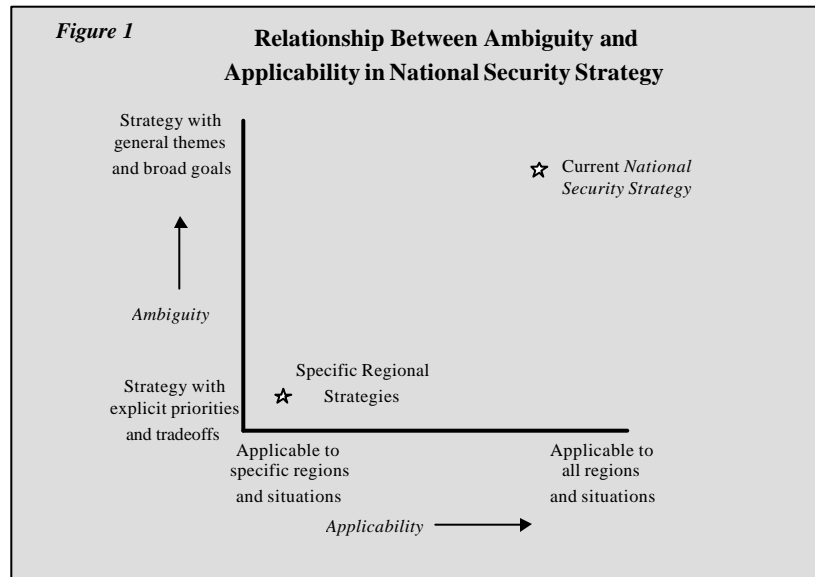 Figure 1
Relationship Between Ambiguity and
Applicability in National Security Strategy
Strategy with
general themes
and broad goals
Current National
Security Strategy
Ambiguity
Specific Regional
Strategies
Strategy with
explicit priorities
and tradeoffs
Applicable to
specific regions
and situations
Applicable to
all regions
and situations
Applicability